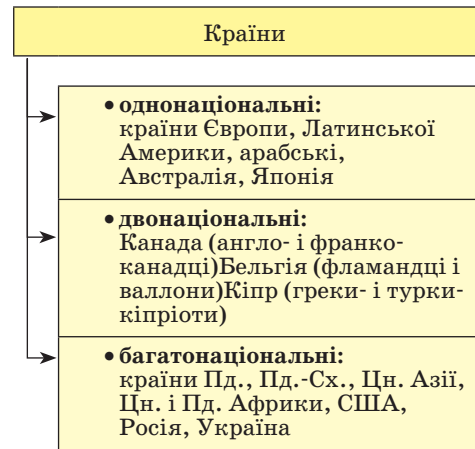 Країни
• однонаціональні:
країни Європи, Латинської
Америки, арабські,
Австралія, Японія
• двонаціональні:
Канада (англо- і франко-
канадці)Бельгія (фламандці і
валлони)Кіпр (греки- і турки-
кіпріоти)
• багатонаціональні:
країни Пд., Пд.-Сх., Цн. Азії,
Цн. і Пд. Африки, США,
Росія, Україна